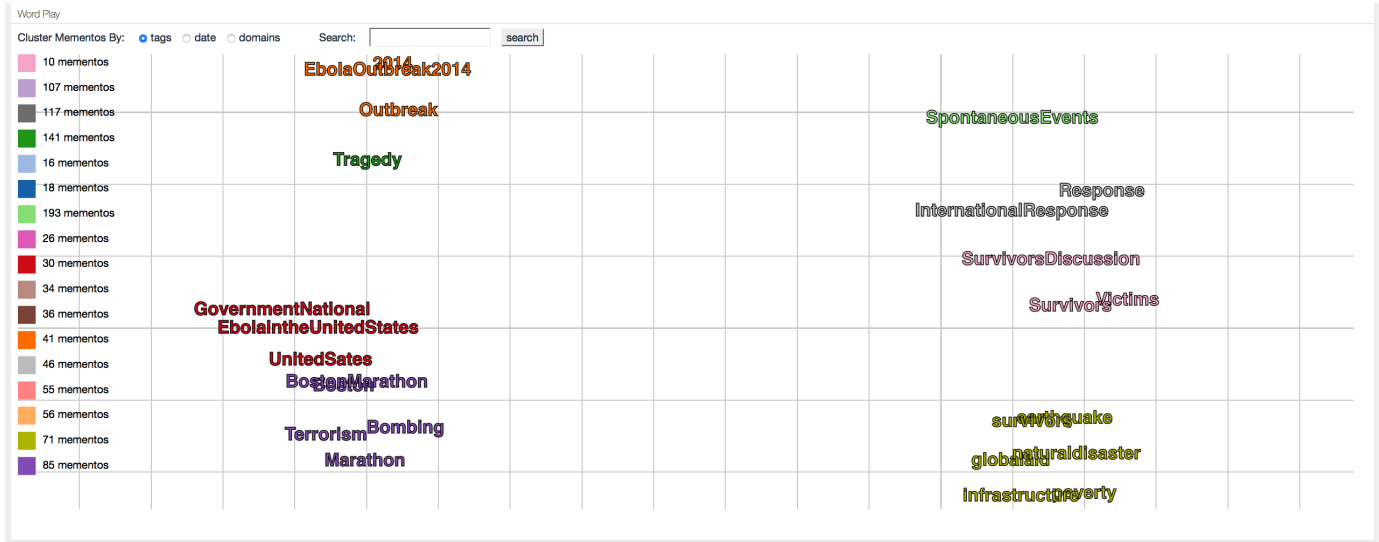 Word Play
Cluster Mementos By: tags date domains Search: search
10 mementos
107 mementos
117 mementos
141 mementos
16 mementos
18 mementos
193 mementos
26 mementos
30 mementos
34 mementos
36 mementos
41 mementos
46 mementos
55 mementos
56 mementos
71 mementos
85 mementos
2014
EbolaOutbreak2014
Outbreak
Tragedy
GovernmentNational
EbolaintheUnitedStates
UnitedSates
BostonMarathon
Boston
Bombing
Terrorism
Marathon
SpontaneousEvents
Response
InternationalResponse
SurvivorsDiscussion
Victims
Survivors
earthquake
survivors
naturaldisaster
globalaid
poverty
infrastructure